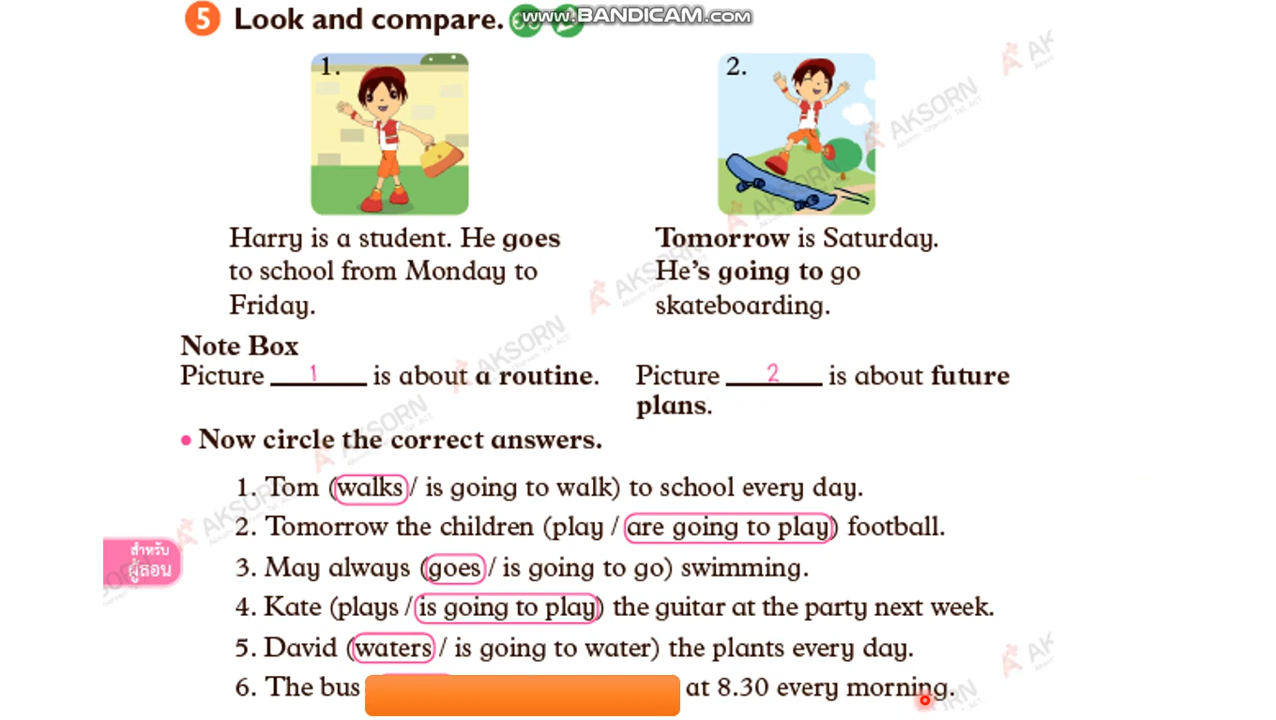 www.BANDICAM.com
5 Look and compare.
1.
2.
Harry is a student. He goes
to school from Monday to
Friday.
Tomorrow is Saturday.
He's going to go
skateboarding.
Note Box
Picture 1 is about a routine.
Picture 2 is about future
plans.
• Now circle the correct answers.
1. Tom (walks / is going to walk) to school every day.
2. Tomorrow the children (play / are going to play) football.
3. May always (goes / is going to go) swimming.
4. Kate (plays / is going to play) the guitar at the party next week.
5. David (waters / is going to water) the plants every day.
6. The bus at 8.30 every morning.
สำหรับ
ผู้สอน
AKSORN
AKSORN
AKSORN
AKSORN
AKSORN